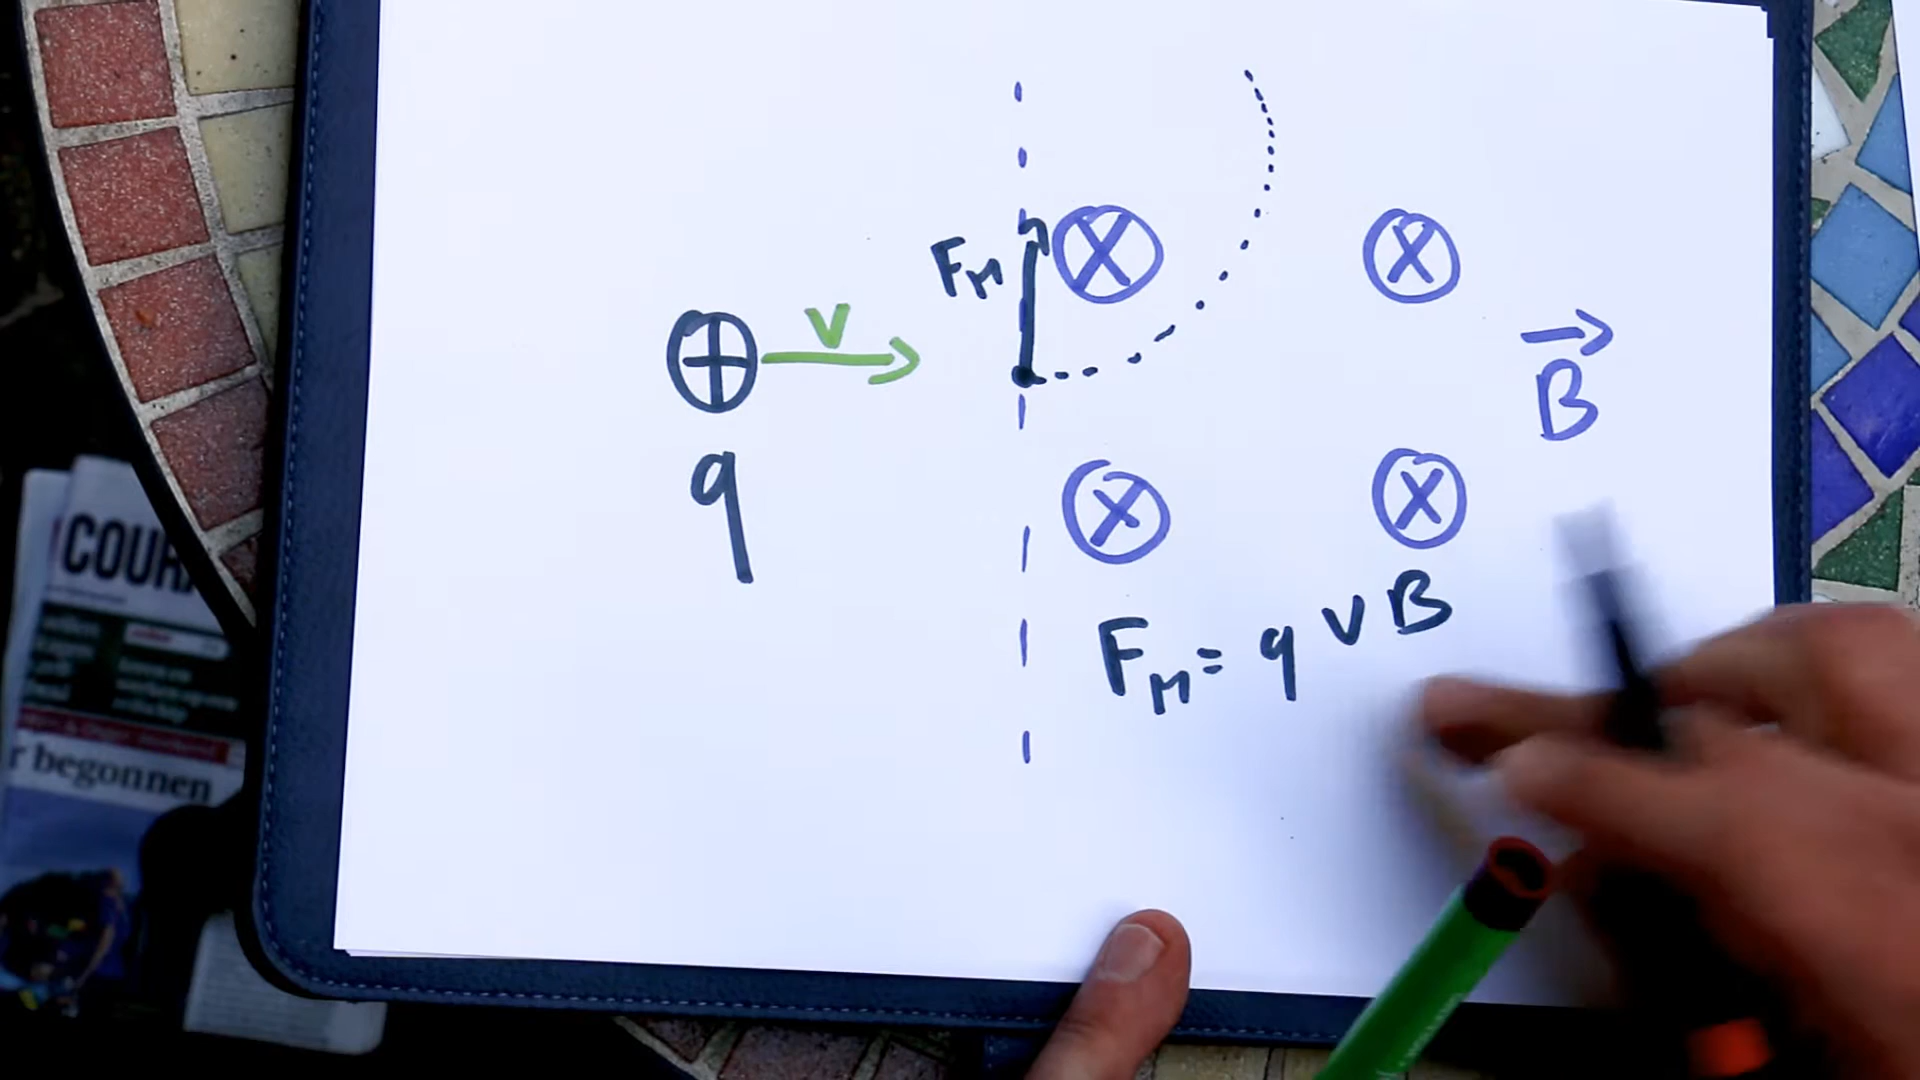 F_M
V
+
X
X
B
q
X
X
F_M = q v B
COUR
r begonnen